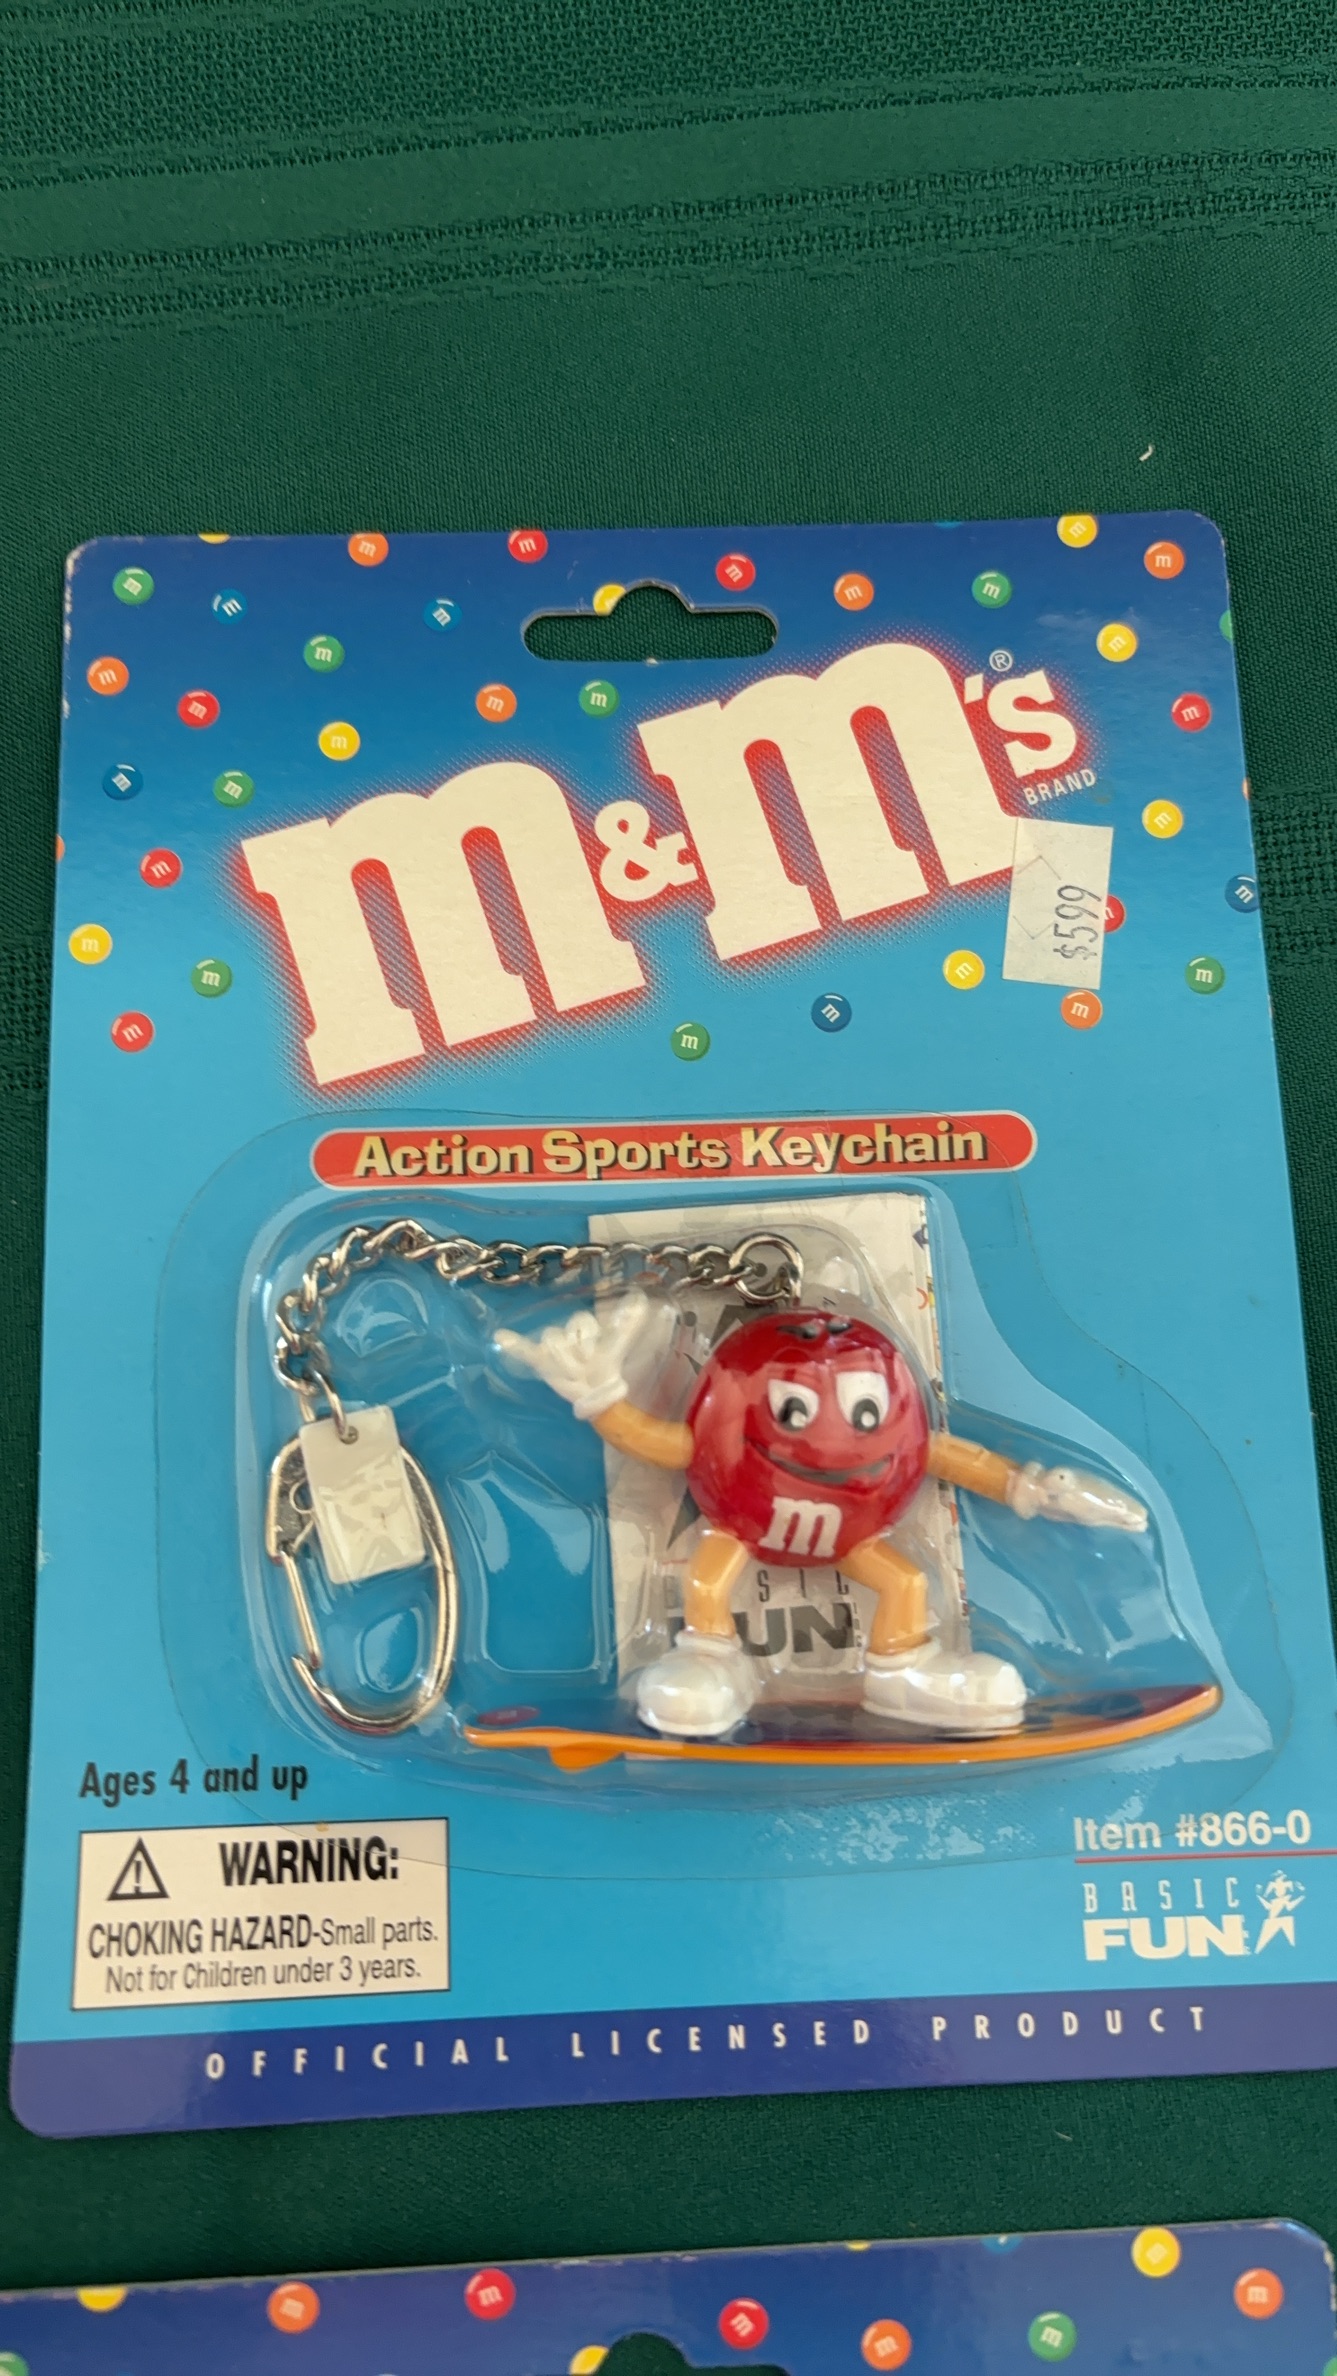 m&m's®
BRAND
$599
Action Sports Keychain
m
FUN
Ages 4 and up
WARNING:
CHOKING HAZARD-Small parts.
Not for Children under 3 years.
Item #866-0
BASIC
FUN
OFFICIAL LICENSED PRODUCT